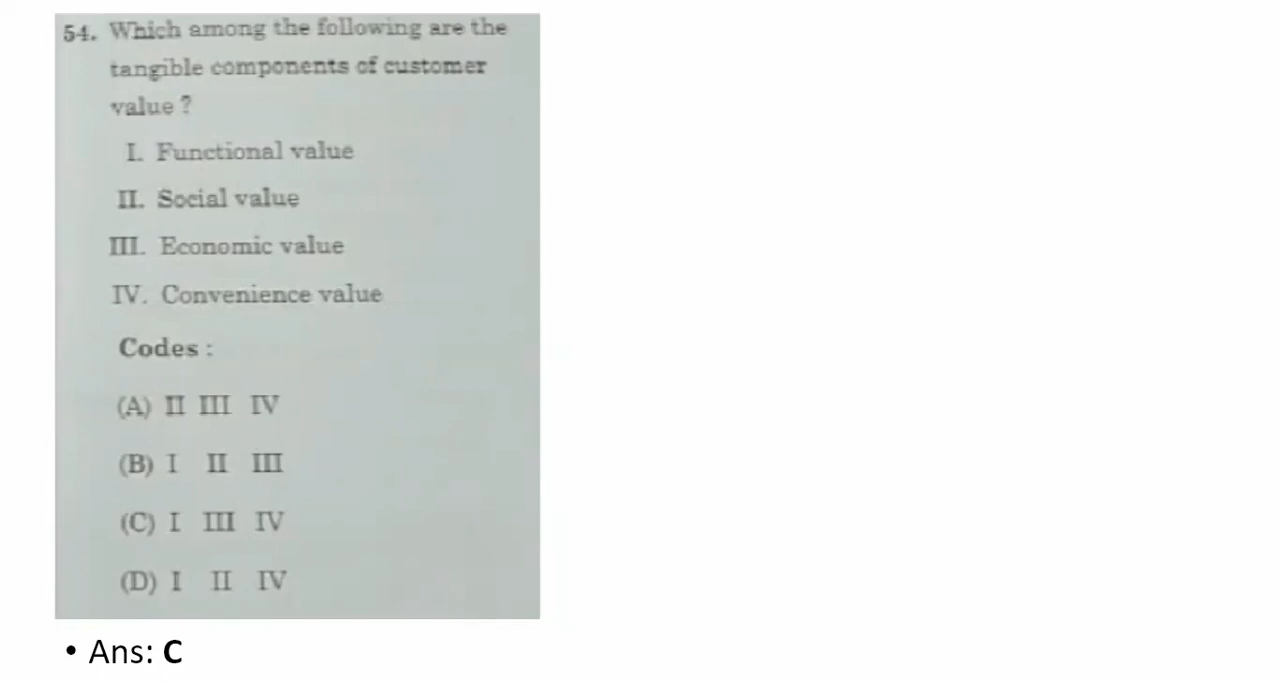 54. Which among the following are the
tangible components of customer
value ?
I. Functional value
II. Social value
III. Economic value
IV. Convenience value
Codes :
(A) II III IV
(B) I II III
(C) I III IV
(D) I II IV
• Ans: C